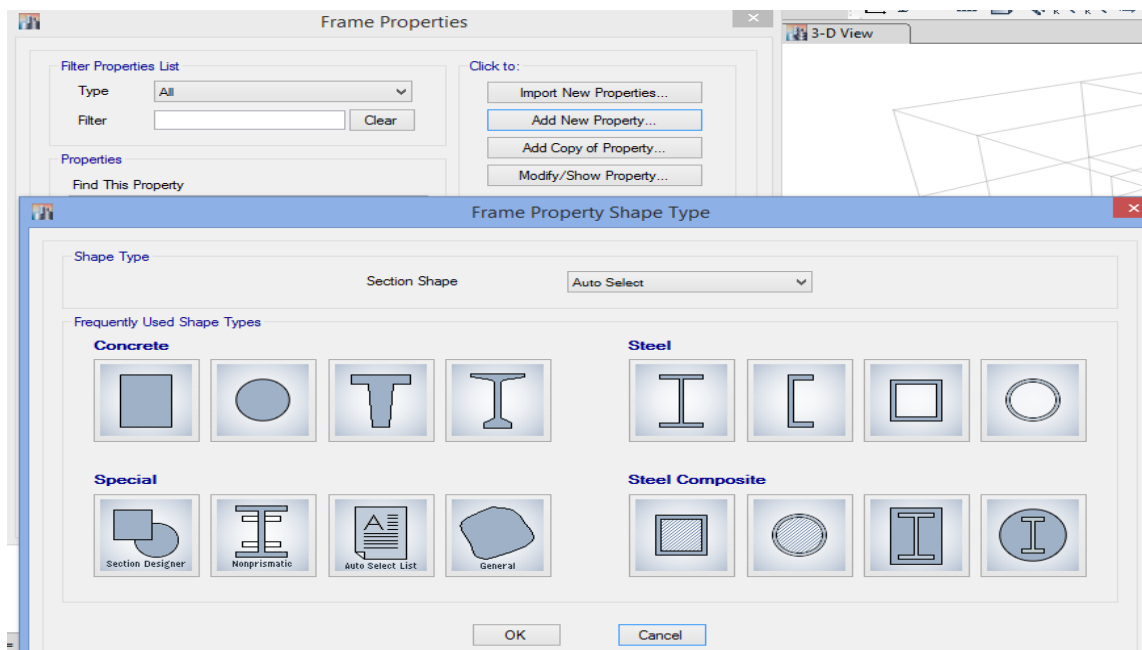 Frame Properties
3-D View
Filter Properties List
Click to:
Type All
Import New Properties...
Filter
Clear
Add New Property...
Add Copy of Property...
Properties
Find This Property
Modify/Show Property...
Frame Property Shape Type
Shape Type
Section Shape Auto Select
Frequently Used Shape Types
Concrete
Steel
Special
Steel Composite
Section Designer
Nonprismatic
A
Auto Select List
General
OK
Cancel